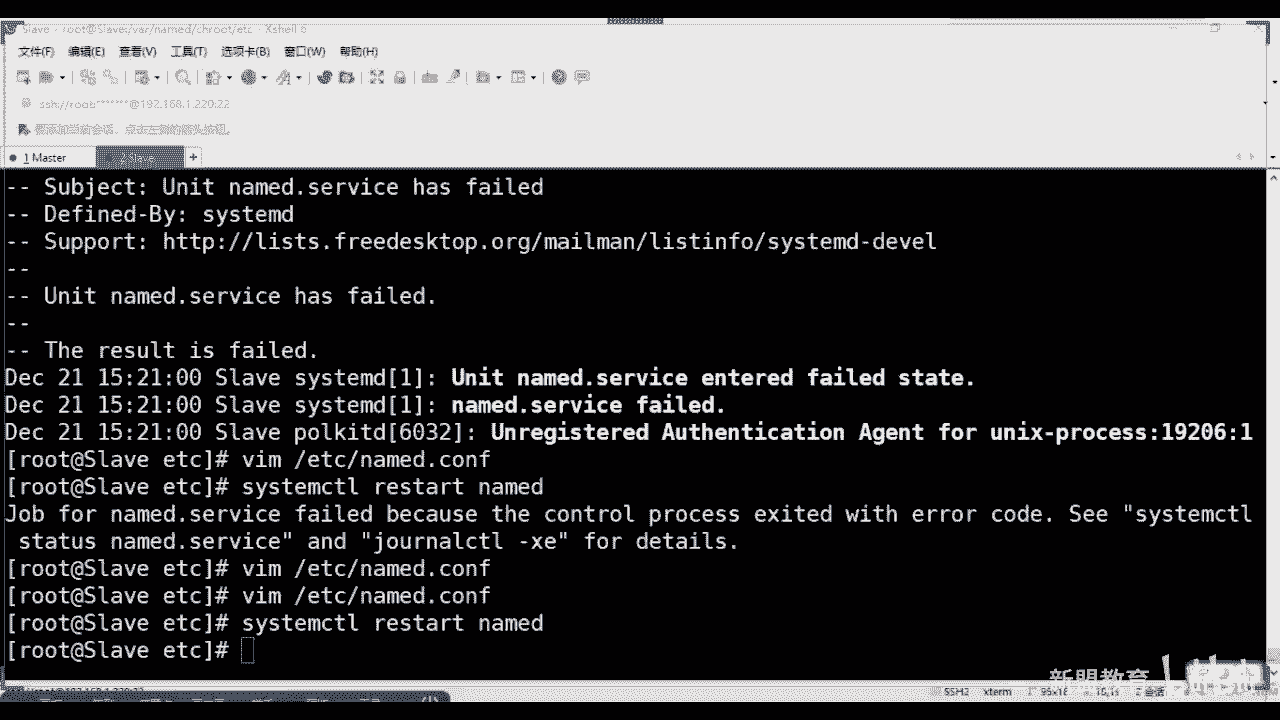 Slave - root@Slave:/var/named/chroot/etc - Xshell 6
文件(F) 编辑(E) 查看(V) 工具(T) 选项卡(B) 窗口(W) 帮助(H)
ssh://root:*******@192.168.1.220:22
要添加当前会话，点击左侧的箭头按钮。
1 Master
2 Slave
+
-- Subject: Unit named.service has failed
-- Defined-By: systemd
-- Support: http://lists.freedesktop.org/mailman/listinfo/systemd-devel
--
-- Unit named.service has failed.
--
-- The result is failed.
Dec 21 15:21:00 Slave systemd[1]: Unit named.service entered failed state.
Dec 21 15:21:00 Slave systemd[1]: named.service failed.
Dec 21 15:21:00 Slave polkitd[6032]: Unregistered Authentication Agent for unix-process:19206:1
[root@Slave etc]# vim /etc/named.conf
[root@Slave etc]# systemctl restart named
Job for named.service failed because the control process exited with error code. See "systemctl
status named.service" and "journalctl -xe" for details.
[root@Slave etc]# vim /etc/named.conf
[root@Slave etc]# vim /etc/named.conf
[root@Slave etc]# systemctl restart named
[root@Slave etc]#
新盟教育
SSH2 xterm